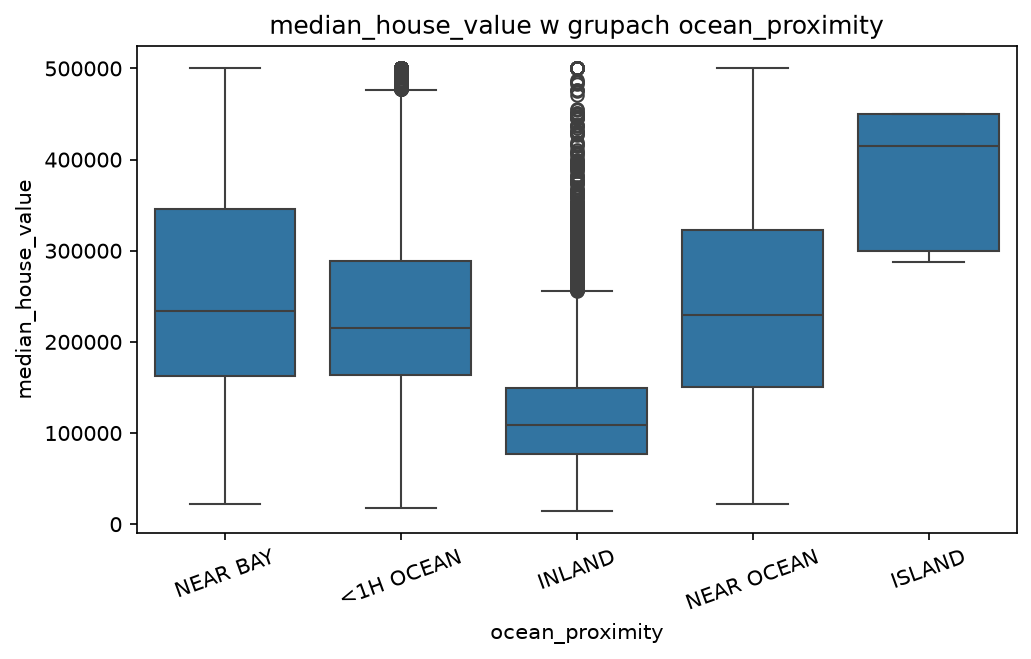 median_house_value w grupach ocean_proximity
median_house_value
500000
400000
300000
200000
100000
0
NEAR BAY
<1H OCEAN
INLAND
NEAR OCEAN
ISLAND
ocean_proximity